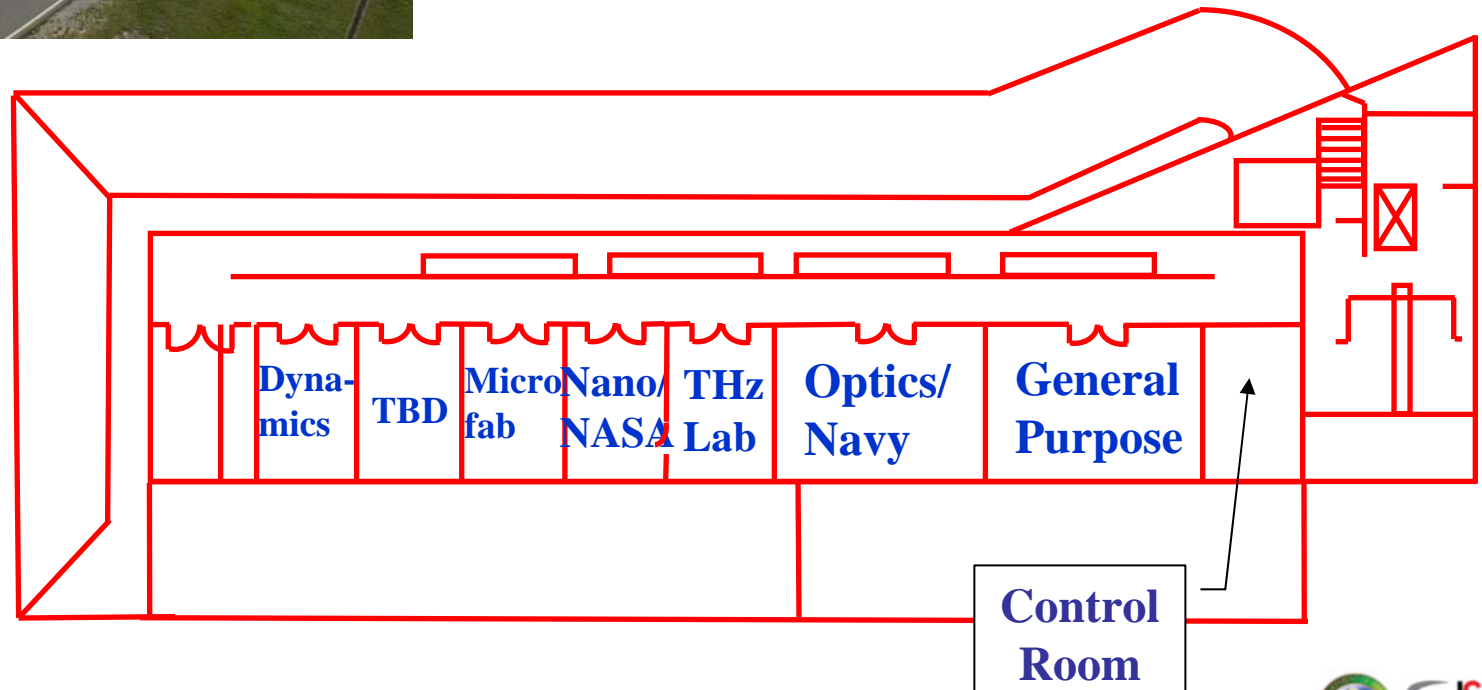 Dyna-
mics
TBD
Micro
fab
Nano/
NASA
THz
Lab
Optics/
Navy
General
Purpose
Control
Room